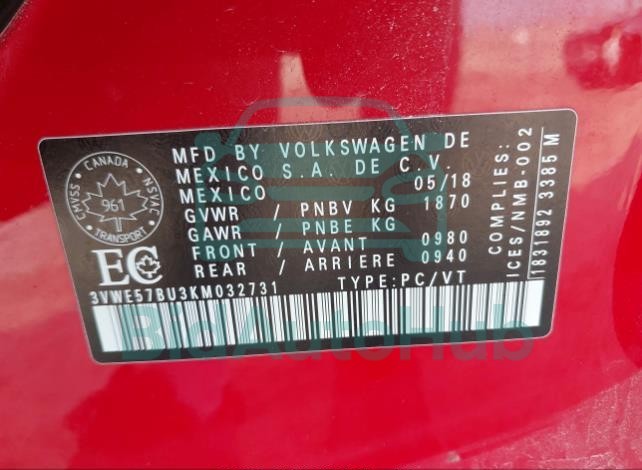 MFD BY VOLKSWAGEN DE
MEXICO S.A. DE C.V.
MEXICO 05/18
GVWR / PNBV KG 1870
GAWR / PNBE KG
FRONT / AVANT 0980
REAR / ARRIERE 0940
3VWE57BU3KM032731 TYPE:PC/VT
CANADA
CMVSS NSVAC
961
TRANSPORT
EC
COMPLIES:
ICES/NMB-002
1831892 3385 M
BidAutoHub